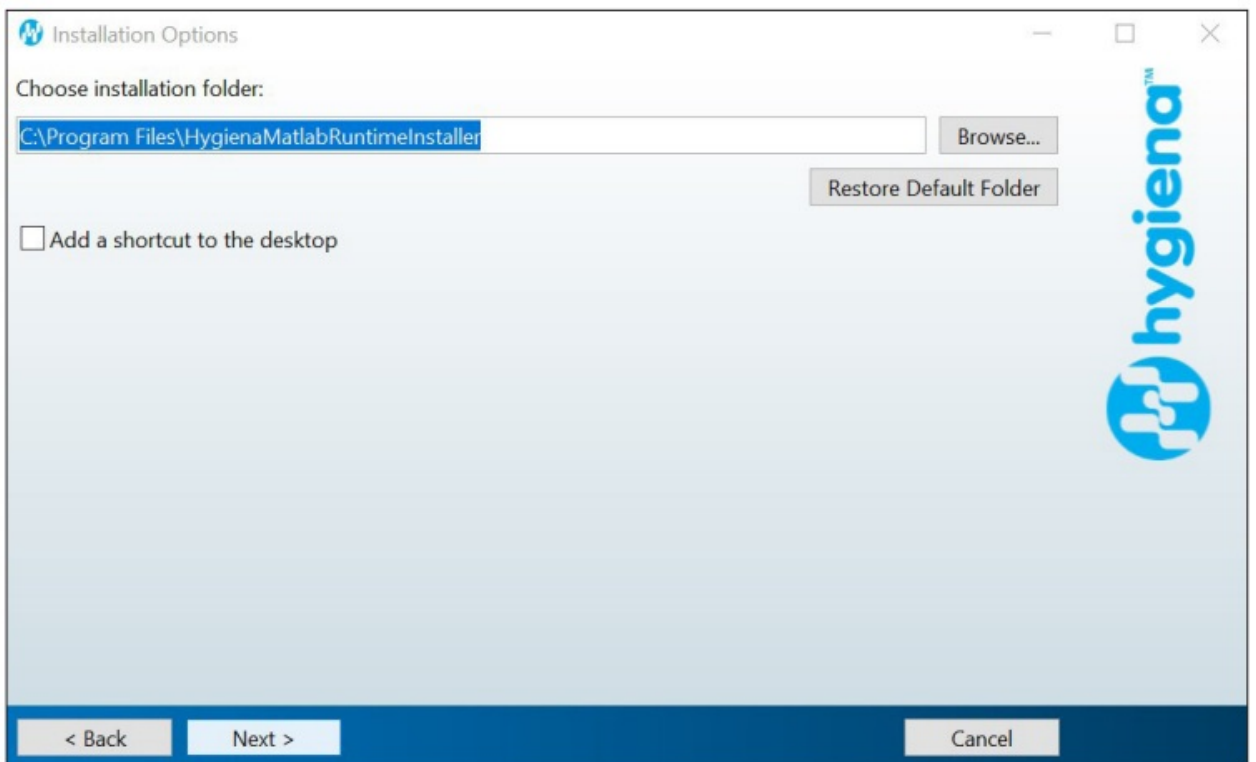 Installation Options
Choose installation folder:
C:\Program Files\HygienaMatlabRuntimeInstaller
Browse...
Restore Default Folder
Add a shortcut to the desktop
hygiena™
< Back
Next >
Cancel